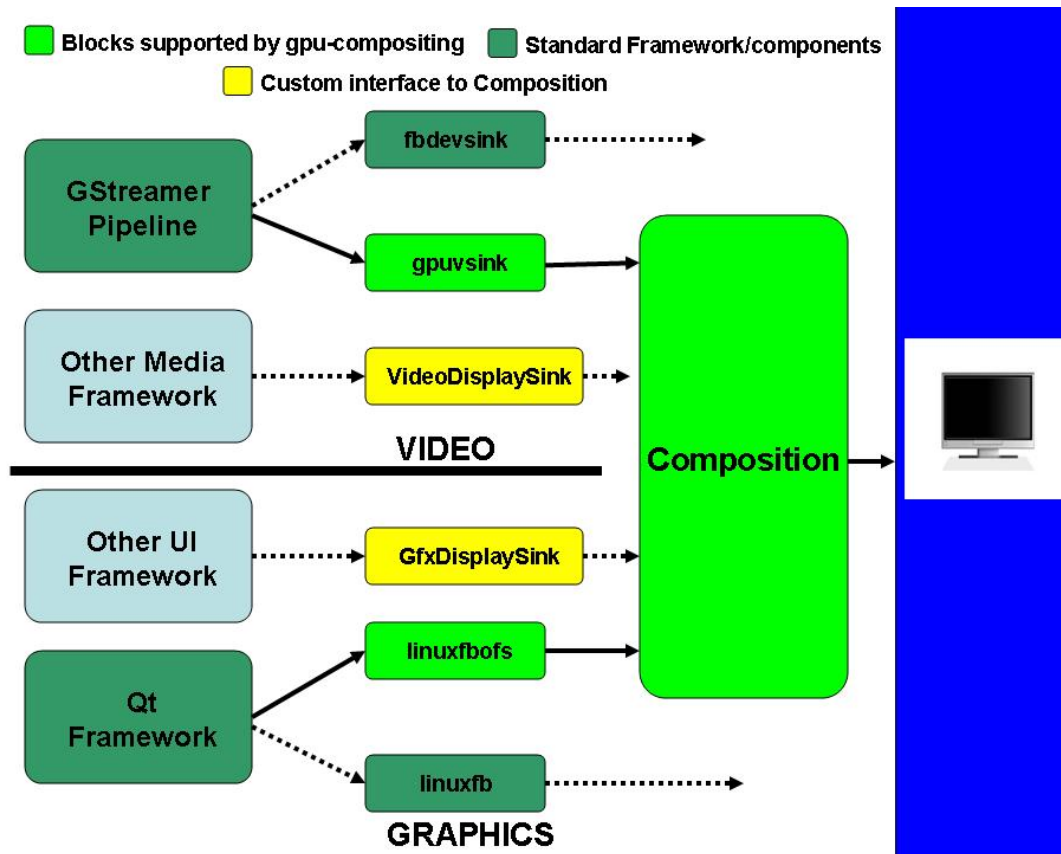 Blocks supported by gpu-compositing
Standard Framework/components
Custom interface to Composition
fbdevsink
GStreamer
Pipeline
gpuvsink
Other Media
Framework
VideoDisplaySink
VIDEO
Composition
Other UI
Framework
GfxDisplaySink
linuxfbofs
Qt
Framework
linuxfb
GRAPHICS